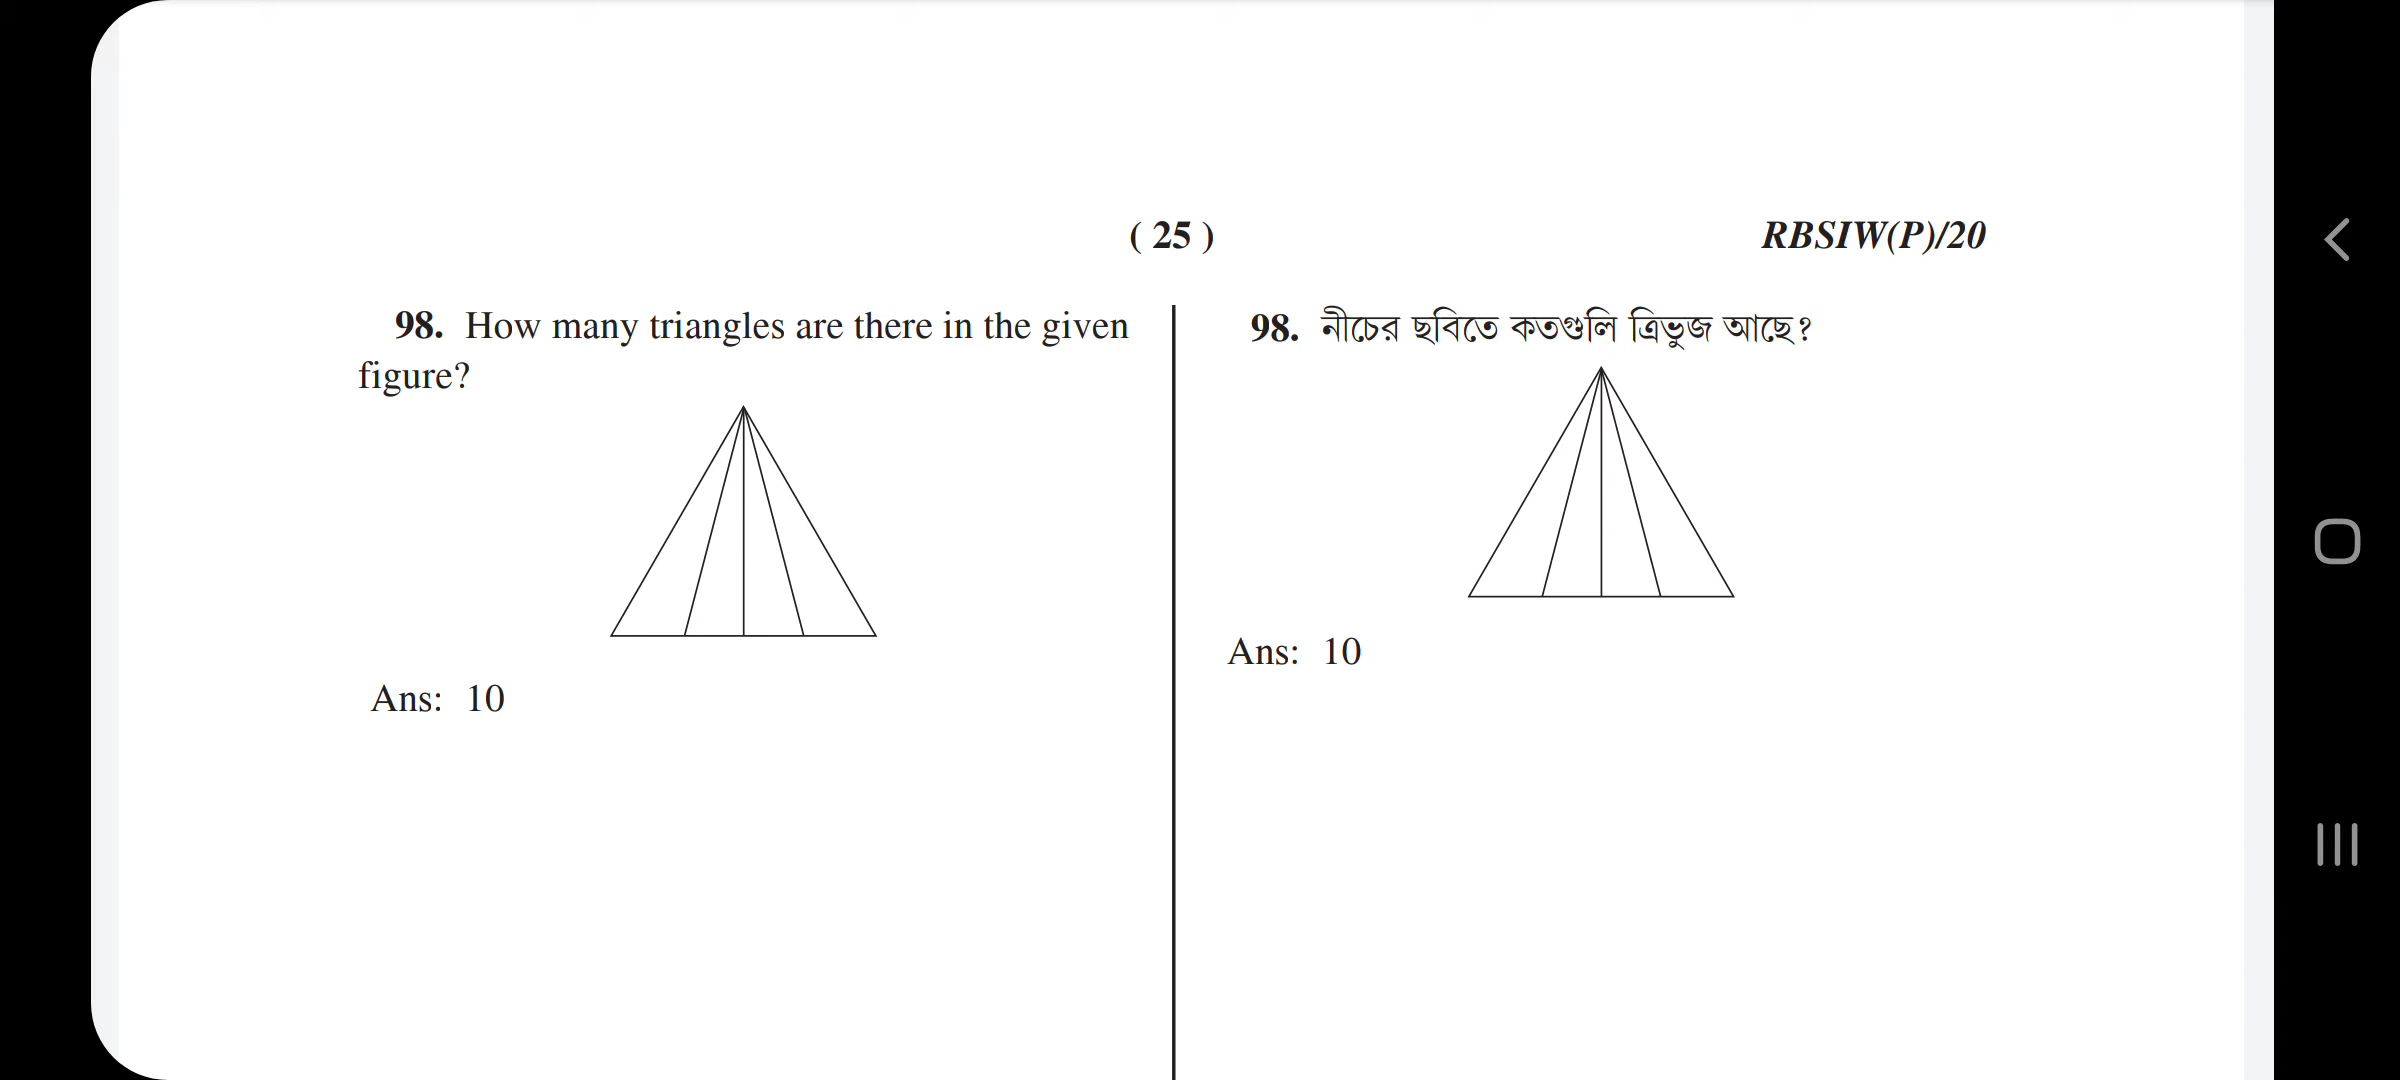 ( 25 )
RBSIW(P)/20
98. How many triangles are there in the given
figure?
Ans: 10
98. নীচের ছবিতে কতগুলি ত্রিভুজ আছে?
Ans: 10